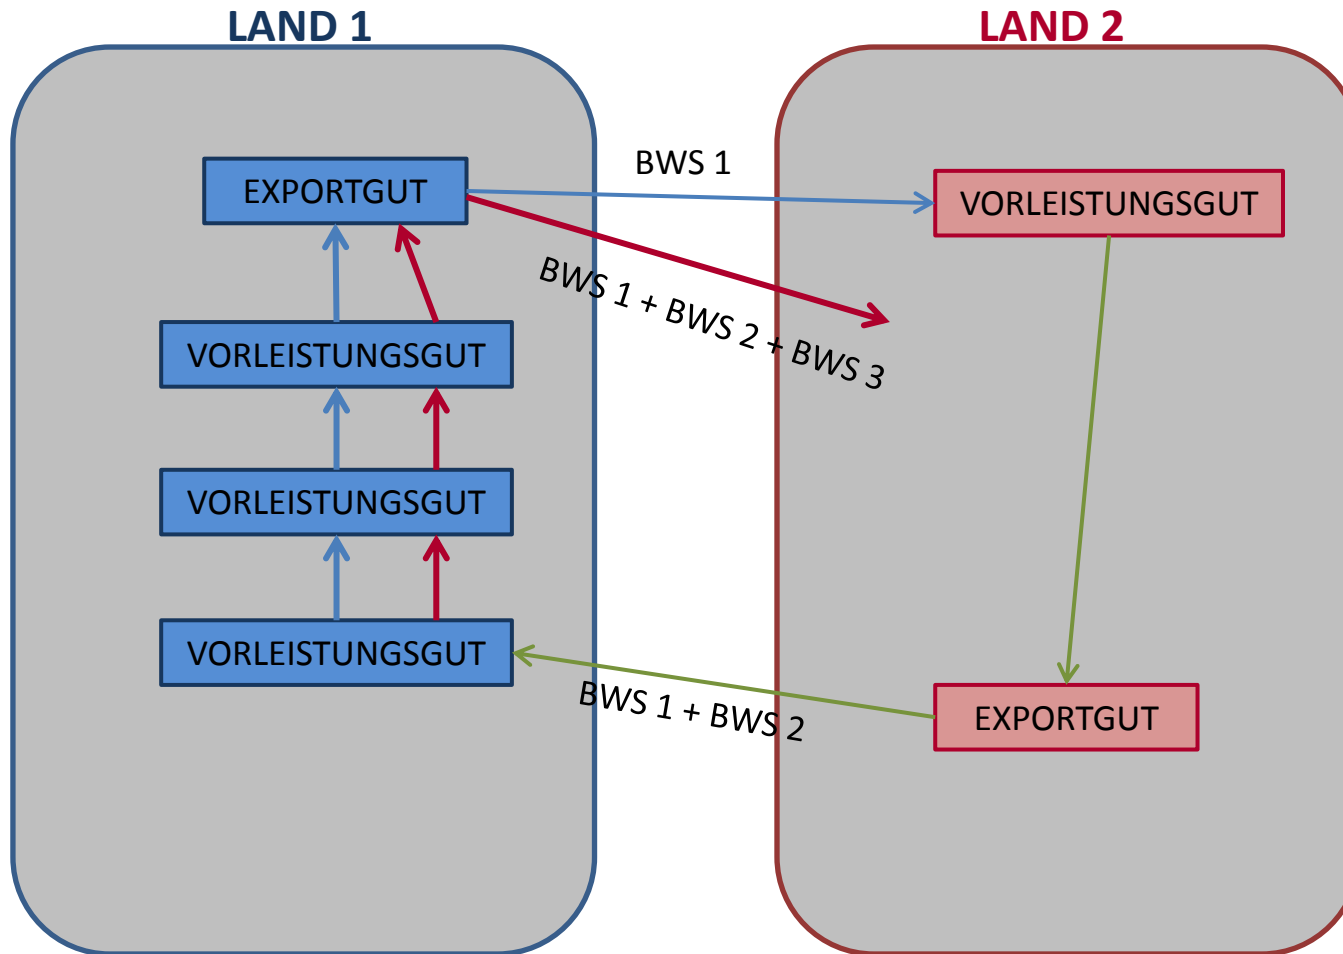 LAND 1
LAND 2
BWS 1
EXPORTGUT
VORLEISTUNGSGUT
BWS 1 + BWS 2 + BWS 3
VORLEISTUNGSGUT
VORLEISTUNGSGUT
VORLEISTUNGSGUT
BWS 1 + BWS 2
EXPORTGUT